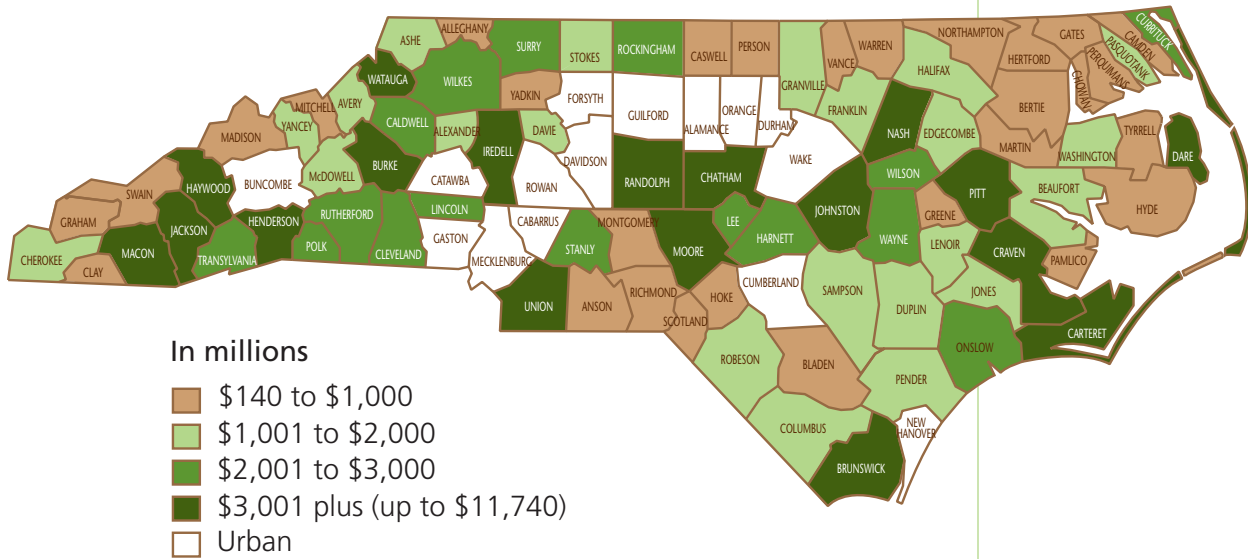 ALLEGHANY
ASHE
SURRY
STOKES
ROCKINGHAM
CASWELL
PERSON
VANCE
WARREN
NORTHAMPTON
GATES
CURRITUCK
CAMDEN
PASQUOTANK
PERQUIMANS
CHOWAN
HERTFORD
HALIFAX
GRANVILLE
WATAUGA
WILKES
YADKIN
FORSYTH
GUILFORD
ALAMANCE
ORANGE
DURHAM
FRANKLIN
BERTIE
MITCHELL
AVERY
YANCEY
MADISON
CALDWELL
ALEXANDER
DAVIE
IREDELL
DAVIDSON
NASH
EDGECOMBE
MARTIN
WASHINGTON
TYRRELL
DARE
McDOWELL
BURKE
CATAWBA
ROWAN
RANDOLPH
CHATHAM
WAKE
WILSON
PITT
BEAUFORT
HYDE
HAYWOOD
BUNCOMBE
SWAIN
GRAHAM
JACKSON
HENDERSON
RUTHERFORD
LINCOLN
CABARRUS
MONTGOMERY
LEE
HARNETT
JOHNSTON
GREENE
WAYNE
LENOIR
CRAVEN
PAMLICO
CHEROKEE
CLAY
MACON
TRANSYLVANIA
POLK
CLEVELAND
GASTON
MECKLENBURG
STANLY
MOORE
UNION
ANSON
RICHMOND
SCOTLAND
HOKE
CUMBERLAND
SAMPSON
DUPLIN
JONES
CARTERET
ONSLOW
ROBESON
BLADEN
PENDER
COLUMBUS
NEW
HANOVER
BRUNSWICK
In millions
$140 to $1,000
$1,001 to $2,000
$2,001 to $3,000
$3,001 plus (up to $11,740)
Urban